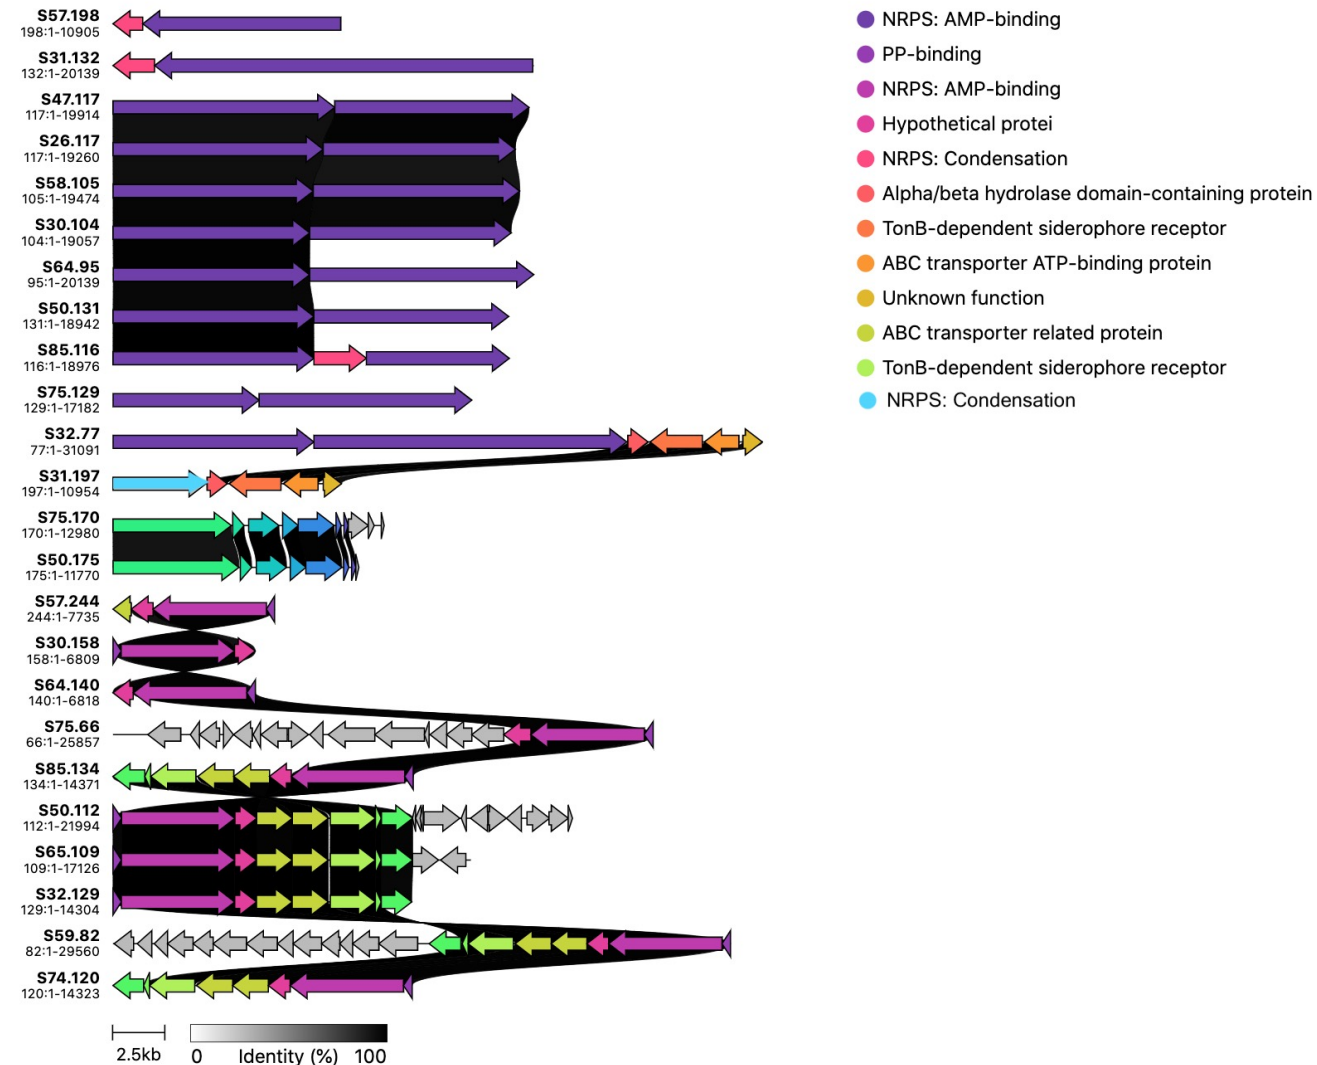 S57.198
198:1-10905
S31.132
132:1-20139
S47.117
117:1-19914
S26.117
117:1-19260
S58.105
105:1-19474
S30.104
104:1-19057
S64.95
95:1-20139
S50.131
131:1-18942
S85.116
116:1-18976
S75.129
129:1-17182
S32.77
77:1-31091
S31.197
197:1-10954
S75.170
170:1-12980
S50.175
175:1-11770
S57.244
244:1-7735
S30.158
158:1-6809
S64.140
140:1-6818
S75.66
66:1-25857
S85.134
134:1-14371
S50.112
112:1-21994
S65.109
109:1-17126
S32.129
129:1-14304
S59.82
82:1-29560
S74.120
120:1-14323
2.5kb
0 Identity (%) 100
NRPS: AMP-binding
PP-binding
NRPS: AMP-binding
Hypothetical protei
NRPS: Condensation
Alpha/beta hydrolase domain-containing protein
TonB-dependent siderophore receptor
ABC transporter ATP-binding protein
Unknown function
ABC transporter related protein
TonB-dependent siderophore receptor
NRPS: Condensation